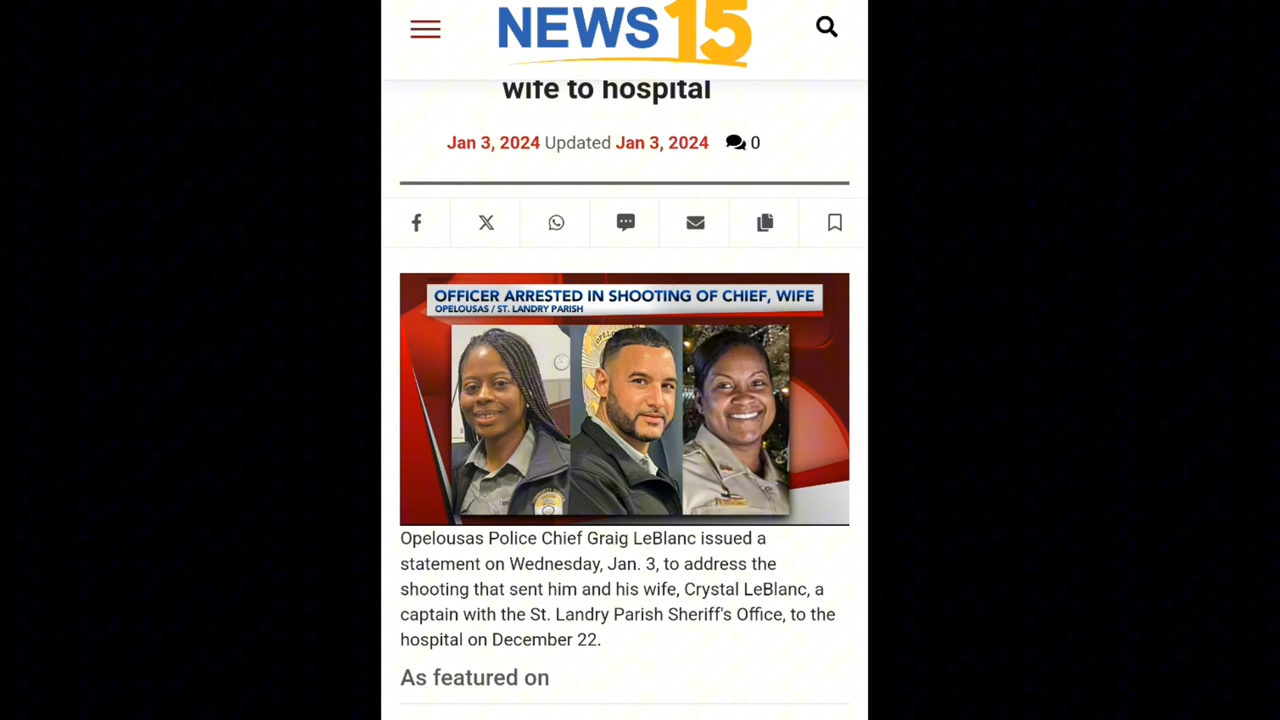 NEWS 15
wife to hospital
Jan 3, 2024 Updated Jan 3, 2024 0
OFFICER ARRESTED IN SHOOTING OF CHIEF, WIFE
OPELOUSAS / ST. LANDRY PARISH
Opelousas Police Chief Graig LeBlanc issued a
statement on Wednesday, Jan. 3, to address the
shooting that sent him and his wife, Crystal LeBlanc, a
captain with the St. Landry Parish Sheriff's Office, to the
hospital on December 22.
As featured on